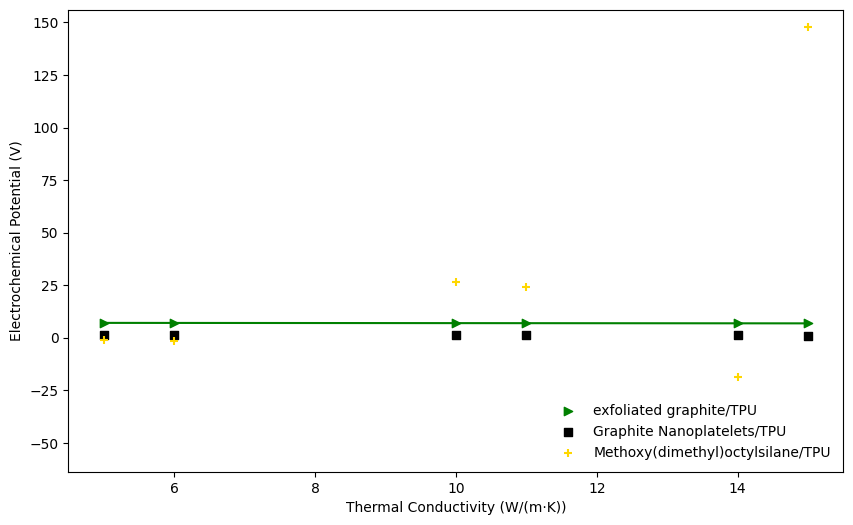 150
125
100
75
50
25
0
−25
−50
Electrochemical Potential (V)
6
8
10
12
14
Thermal Conductivity (W/(m·K))
exfoliated graphite/TPU
Graphite Nanoplatelets/TPU
Methoxy(dimethyl)octylsilane/TPU